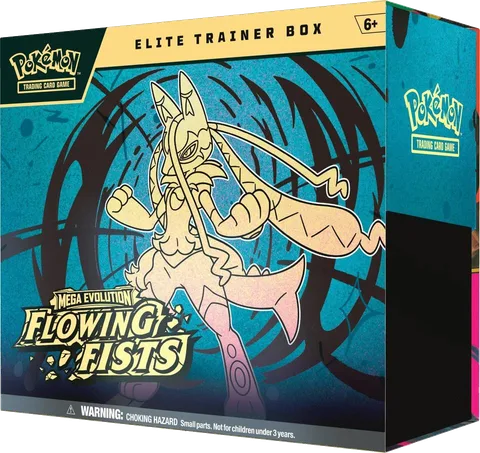 ELITE TRAINER BOX
6+
POKéMON
TRADING CARD GAME
POKéMON
TRADING CARD GAME
MEGA EVOLUTION
FLOWING
FISTS
⚠ WARNING: CHOKING HAZARD Small parts. Not for children under 3 years.